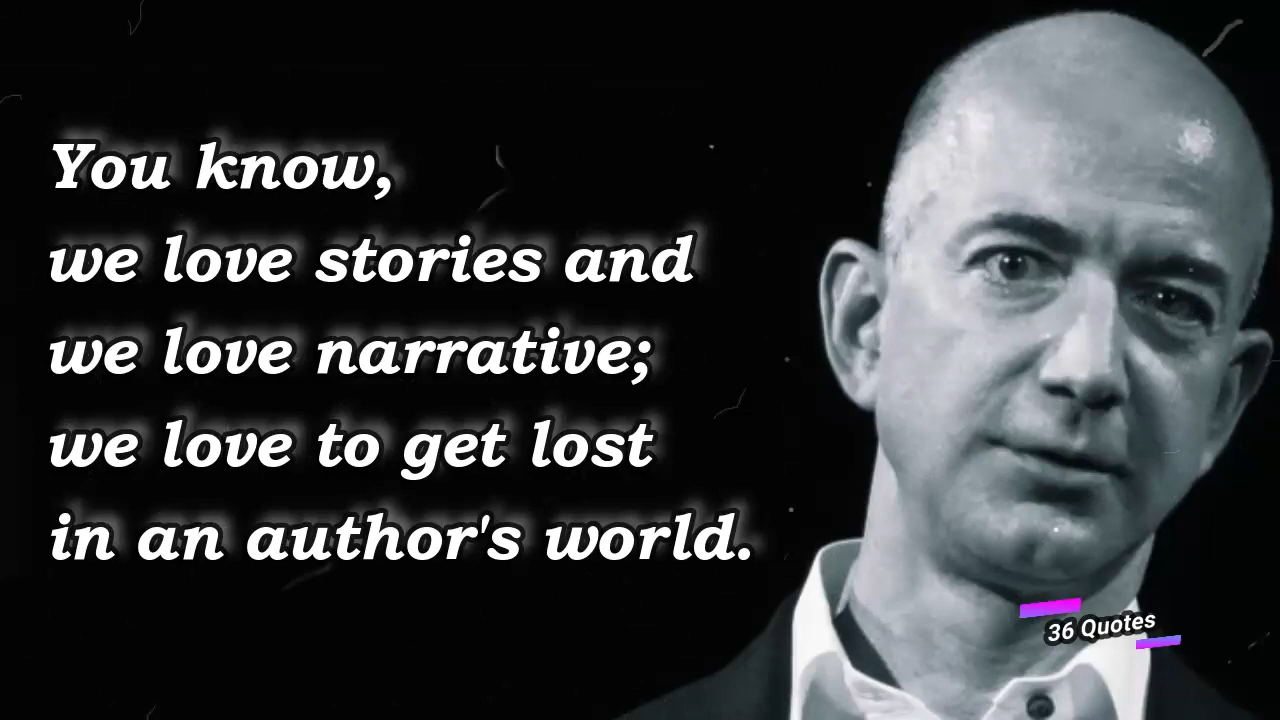 You know,
we love stories and
we love narrative;
we love to get lost
in an author's world.
36 Quotes